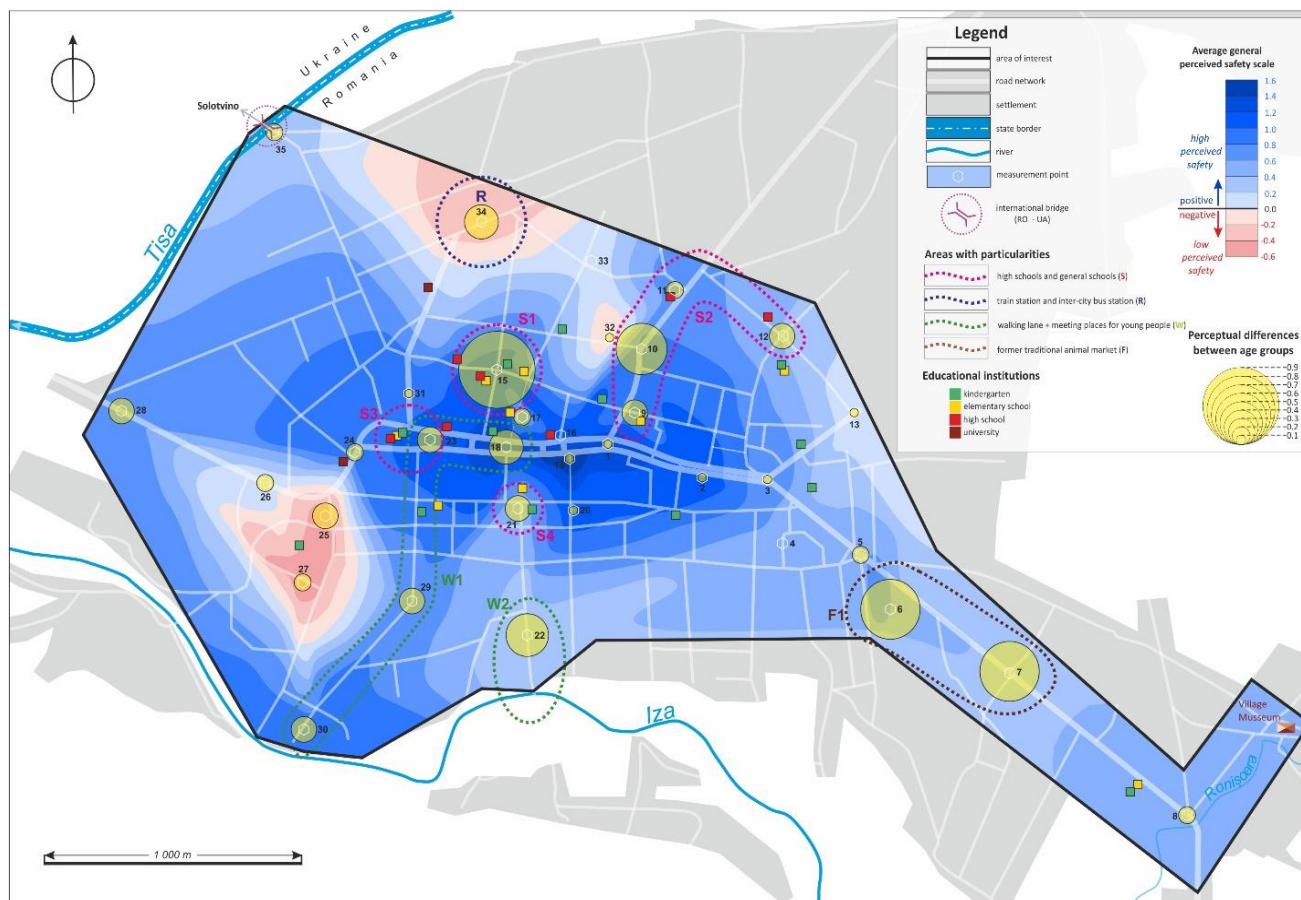 Ukraine
Romania
Solotvino
Tisa
Iza
Ronișoara
Village
Musseum
1 000 m
R
S1
S2
S3
S4
W1
W2
F1
1
2
3
4
5
6
7
8
9
10
11
12
13
15
16
17
18
19
20
21
22
23
24
25
26
27
28
29
30
31
32
33
34
35
Legend
area of interest
road network
settlement
state border
river
measurement point
international bridge
(RO - UA)
Areas with particularities
high schools and general schools (S)
train station and inter-city bus station (R)
walking lane + meeting places for young people (W)
former traditional animal market (F)
Educational institutions
kindergarten
elementary school
high school
university
Average general
perceived safety scale
1.6
1.4
1.2
1.0
0.8
0.6
0.4
0.2
0.0
-0.2
-0.4
-0.6
high
perceived
safety
positive
negative
low
perceived
safety
Perceptual differences
between age groups
0.9
0.8
0.7
0.6
0.5
0.4
0.3
0.2
0.1